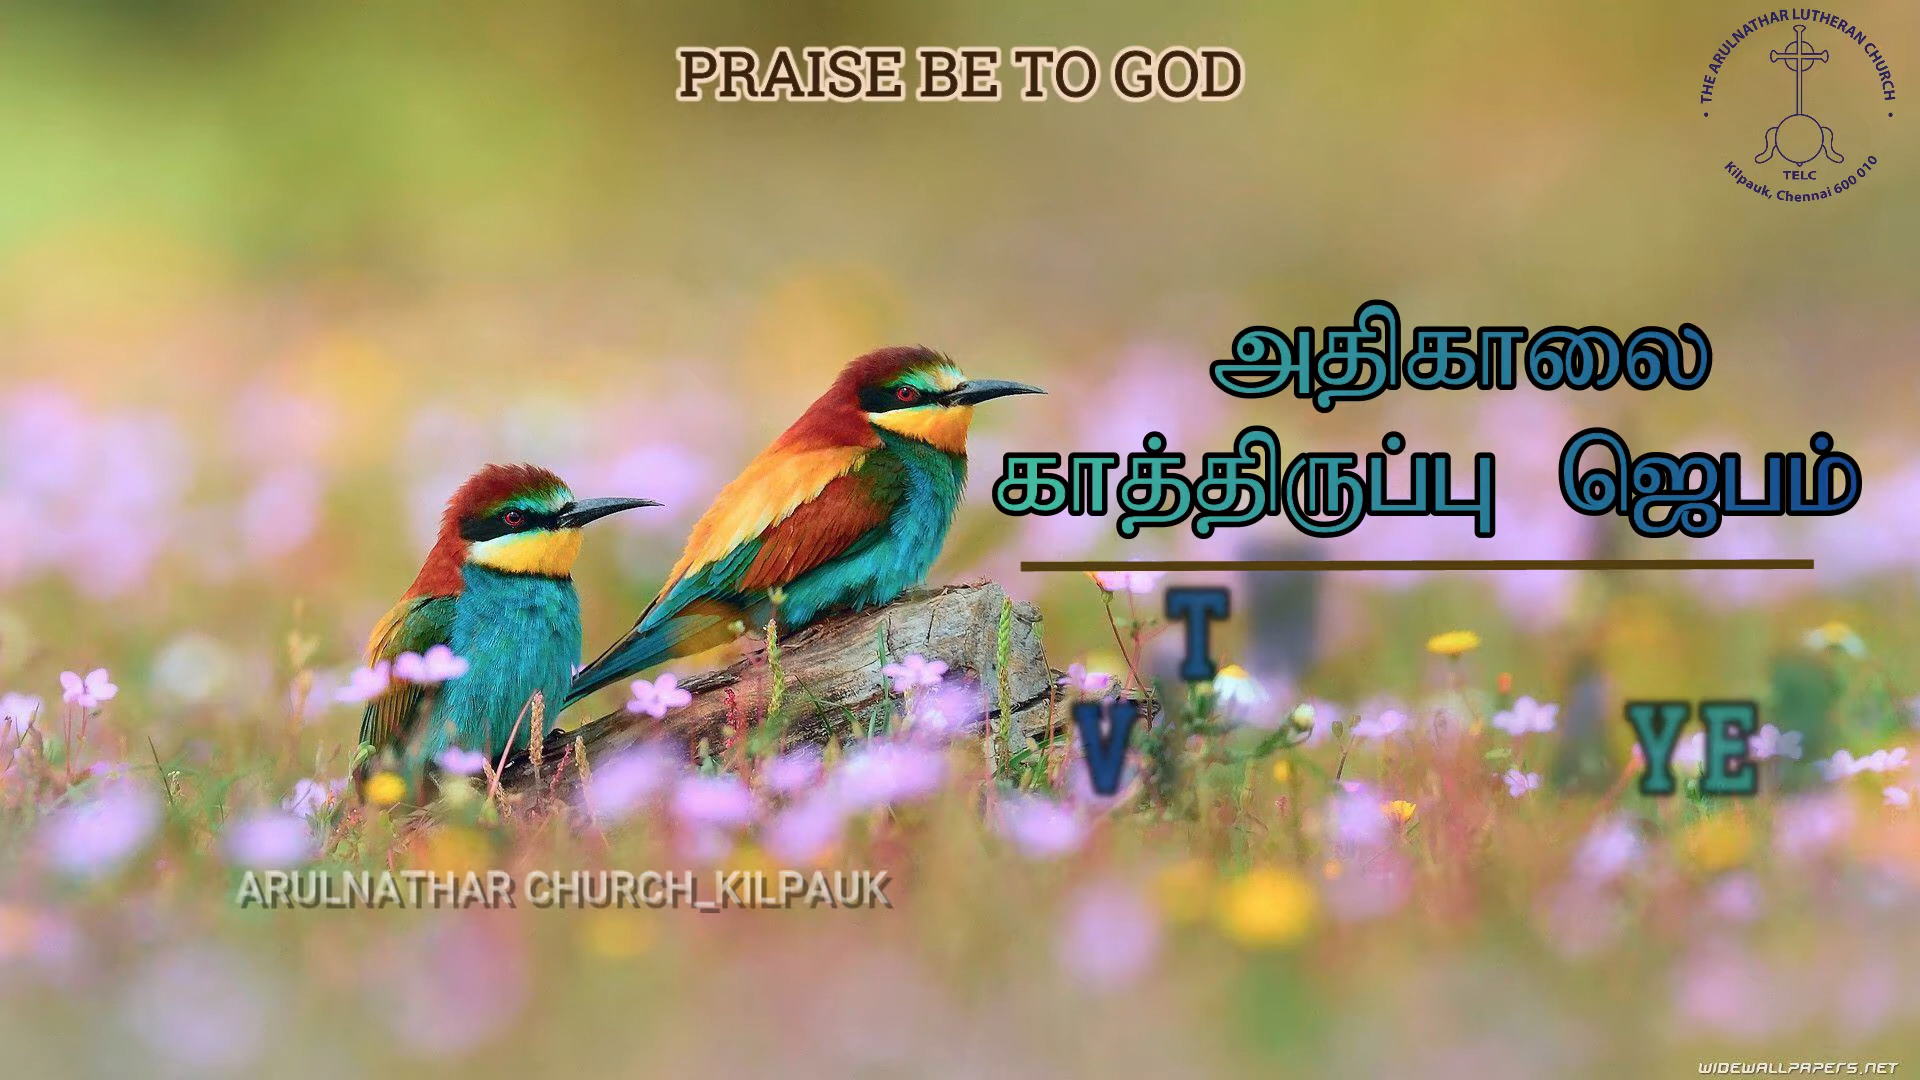 PRAISE BE TO GOD
THE ARULNATHAR LUTHERAN CHURCH
TELC
Kilpauk, Chennai 600 010
அதிகாலை
காத்திருப்பு ஜெபம்
T
V YE
ARULNATHAR CHURCH_KILPAUK
WIDEWALLPAPERS.NET